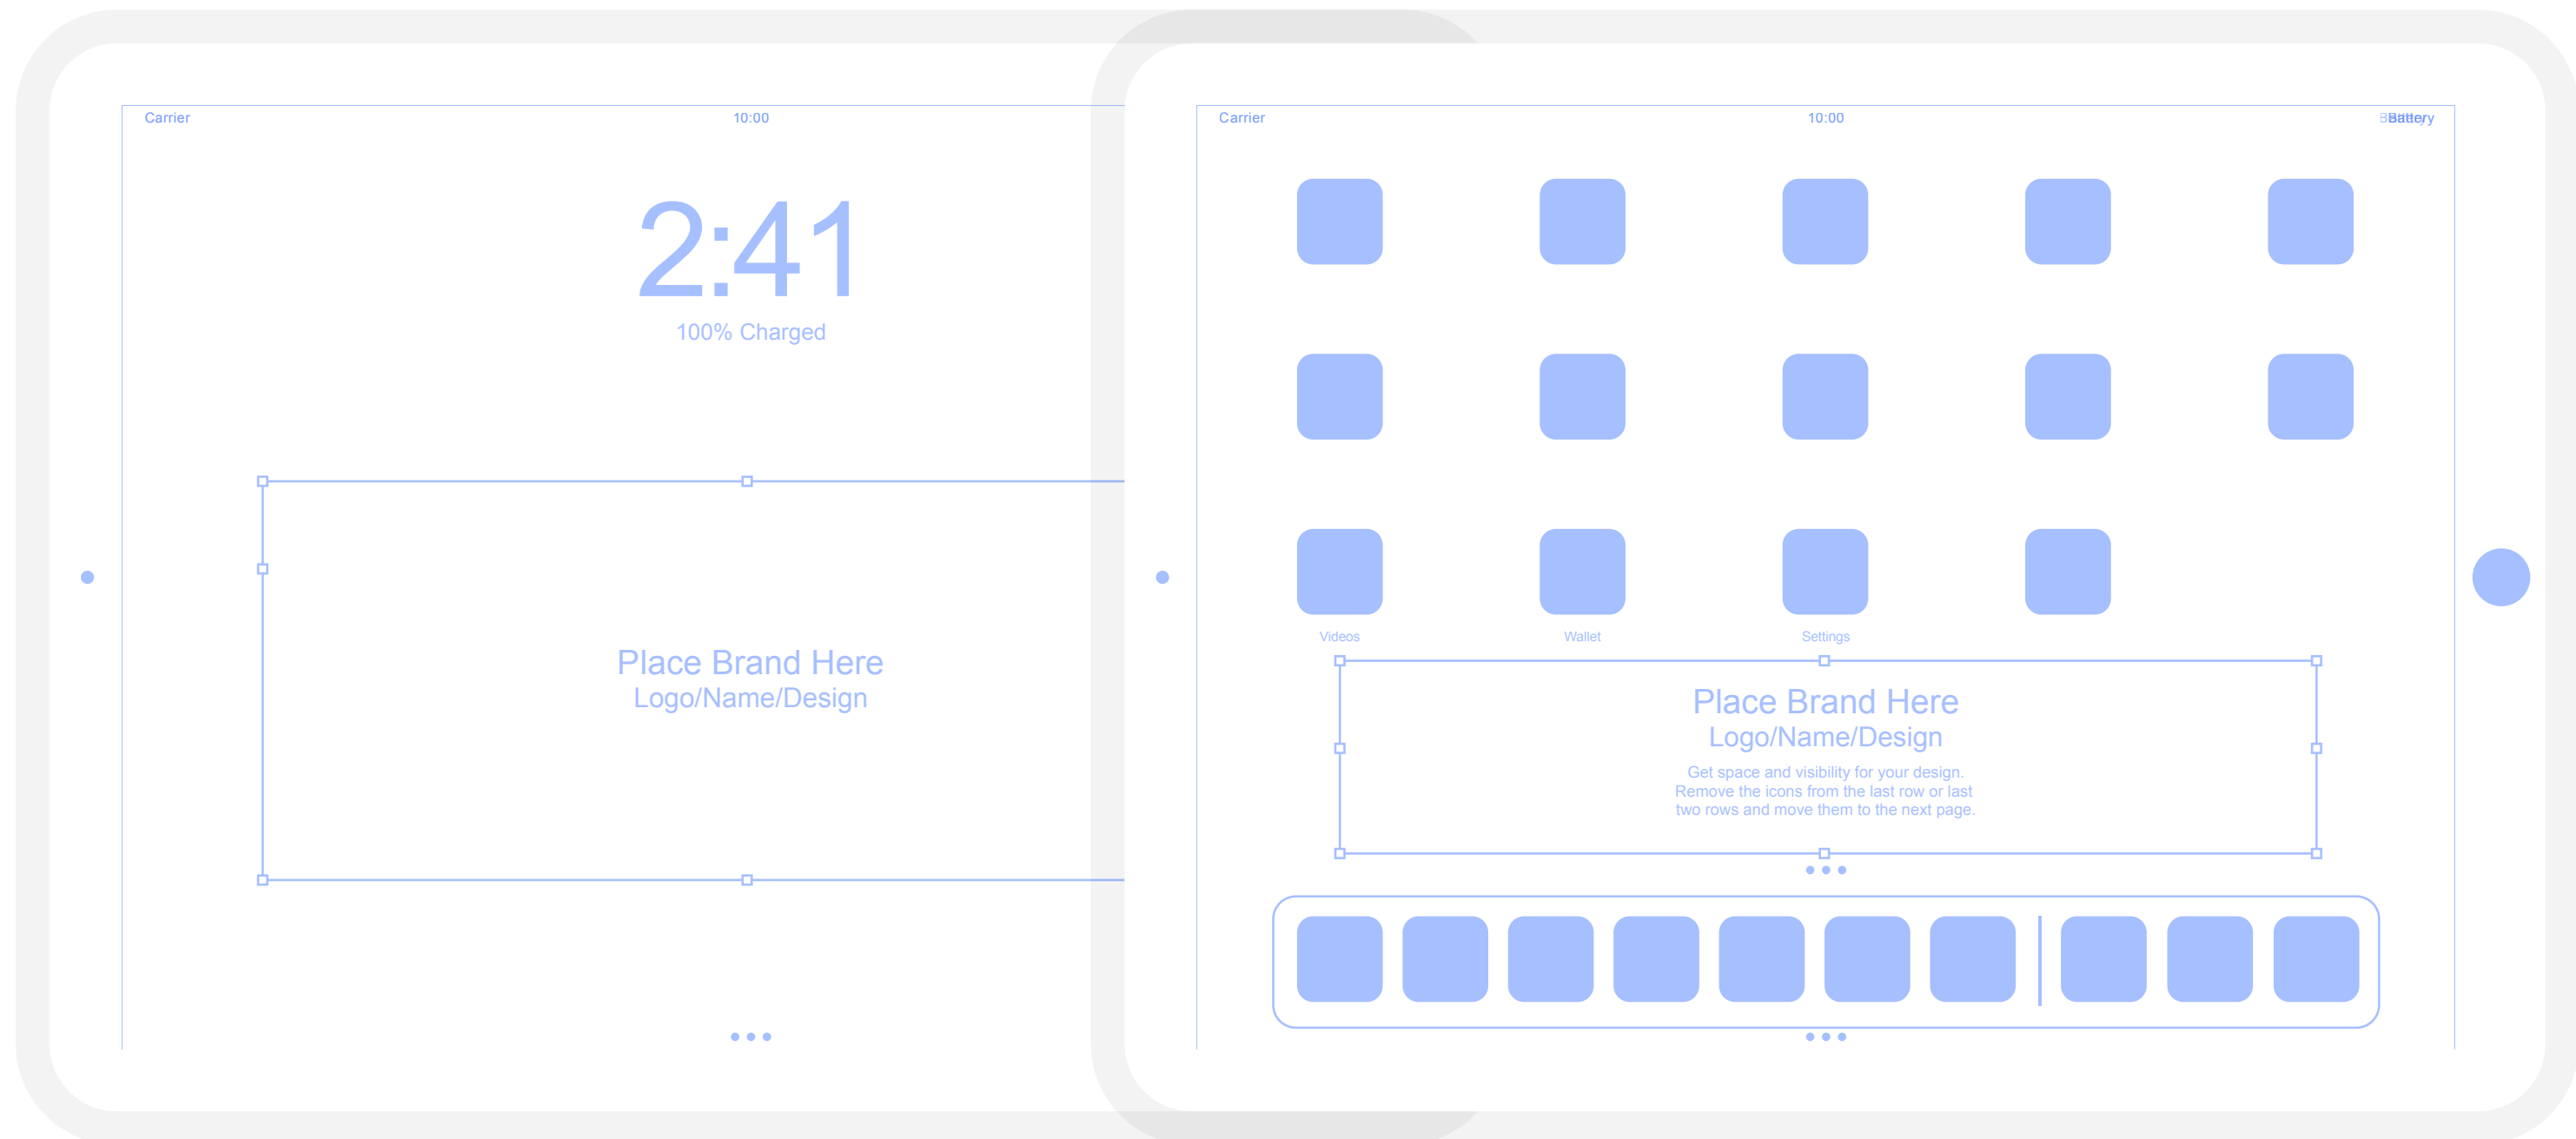 Carrier
10:00
2:41
100% Charged
Place Brand Here
Logo/Name/Design
Carrier
10:00
Battery
Videos
Wallet
Settings
Place Brand Here
Logo/Name/Design
Get space and visibility for your design.
Remove the icons from the last row or last
two rows and move them to the next page.